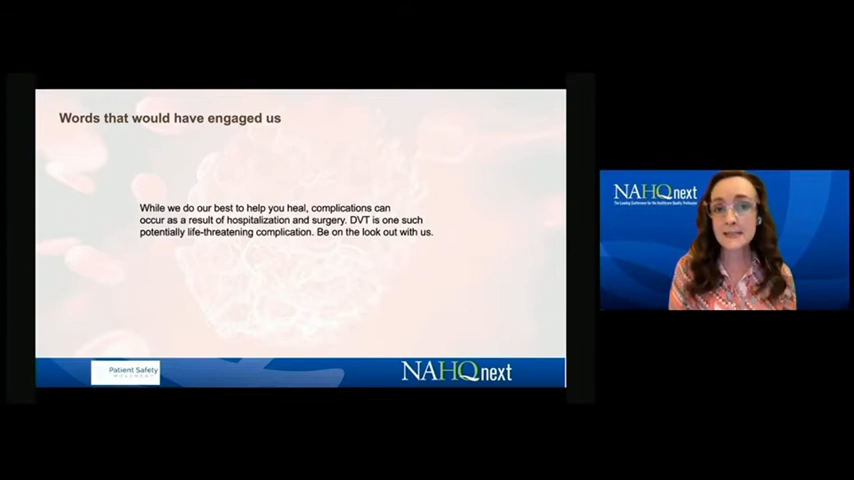 Words that would have engaged us
While we do our best to help you heal, complications can
occur as a result of hospitalization and surgery. DVT is one such
potentially life-threatening complication. Be on the look out with us.
Patient Safety
MOVEMENT
NAHQnext
NAHQnext
The Leading Conference for the Healthcare Quality Profession